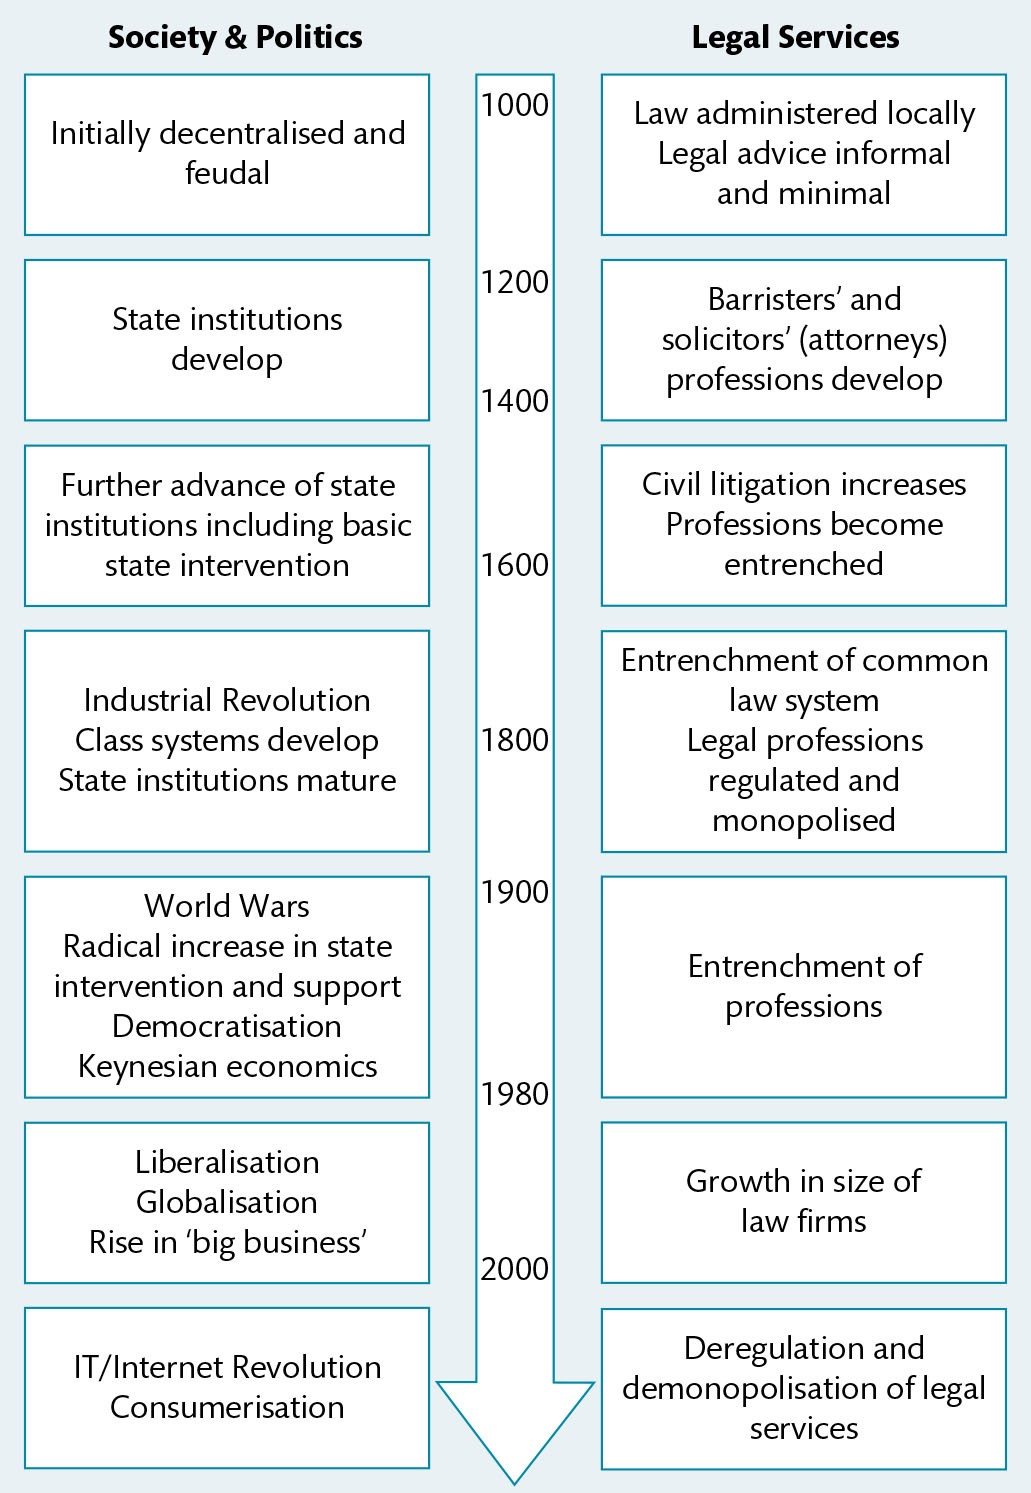 Society & Politics
Legal Services
Initially decentralised and
feudal
1000
Law administered locally
Legal advice informal
and minimal
State institutions
develop
1200
1400
Barristers’ and
solicitors’ (attorneys)
professions develop
Further advance of state
institutions including basic
state intervention
1600
Civil litigation increases
Professions become
entrenched
Industrial Revolution
Class systems develop
State institutions mature
1800
Entrenchment of common
law system
Legal professions
regulated and
monopolised
World Wars
Radical increase in state
intervention and support
Democratisation
Keynesian economics
1900
1980
Entrenchment of
professions
Liberalisation
Globalisation
Rise in ‘big business’
2000
Growth in size of
law firms
IT/Internet Revolution
Consumerisation
Deregulation and
demonopolisation of legal
services